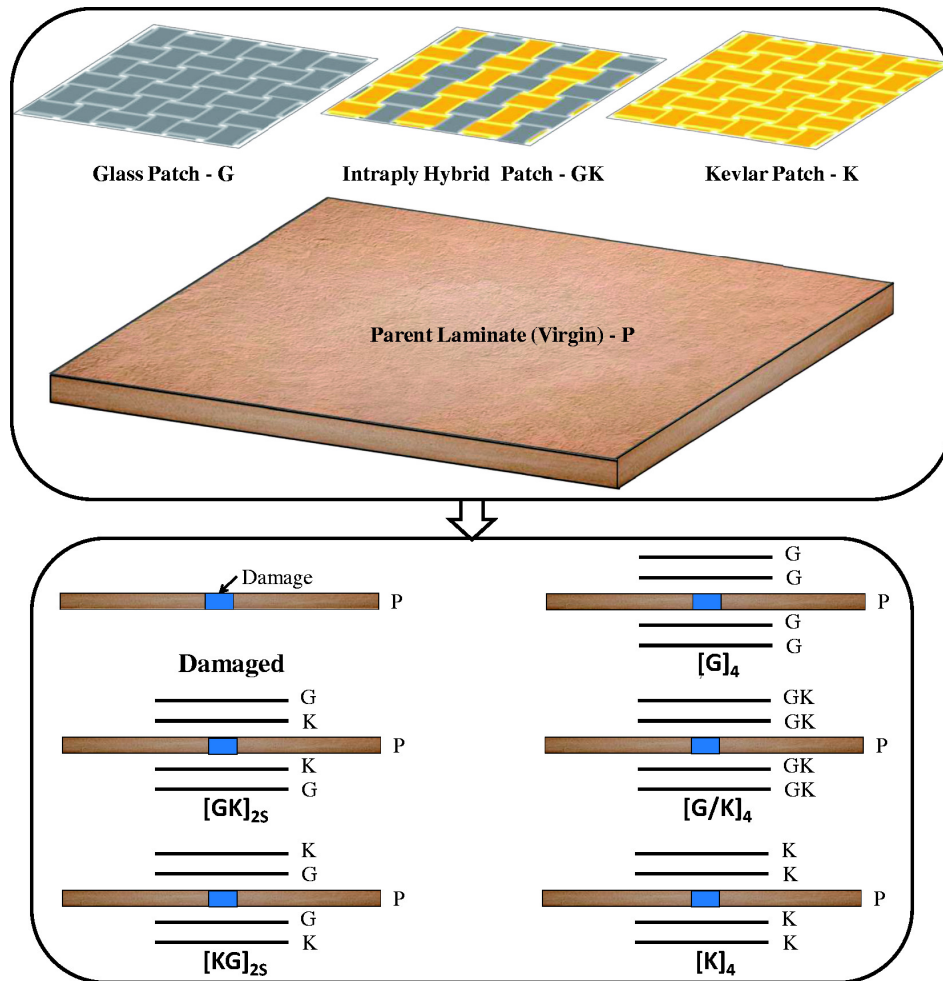 Glass Patch - G
Intraply Hybrid Patch - GK
Kevlar Patch - K
Parent Laminate (Virgin) - P
Damage
P
Damaged
G
G
P
G
G
[G]4
G
K
P
K
G
[GK]2S
GK
GK
P
GK
GK
[G/K]4
K
G
P
G
K
[KG]2S
K
K
P
K
K
[K]4